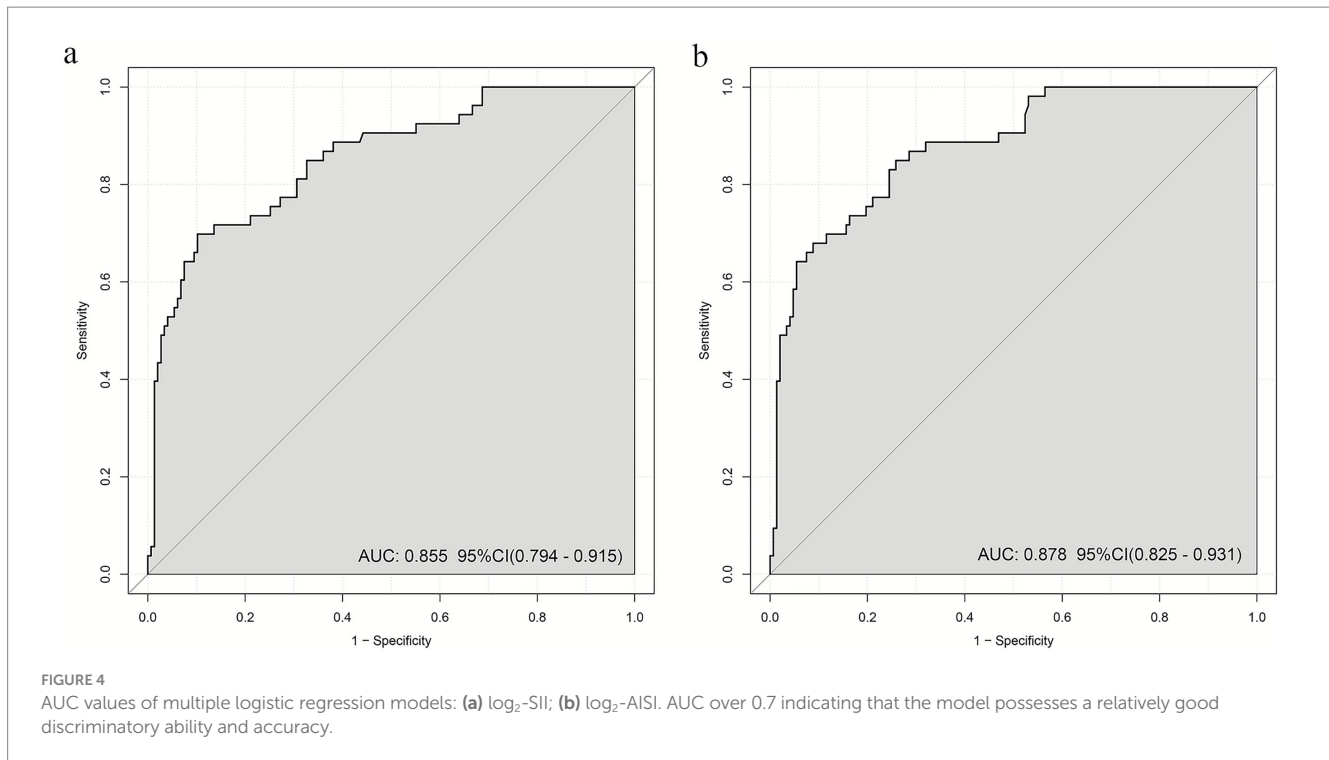 a
b
1.0
0.8
0.6
0.4
0.2
0.0
Sensitivity
AUC: 0.855 95%CI(0.794 - 0.915)
0.0 0.2 0.4 0.6 0.8 1.0
1 − Specificity
1.0
0.8
0.6
0.4
0.2
0.0
Sensitivity
AUC: 0.878 95%CI(0.825 - 0.931)
0.0 0.2 0.4 0.6 0.8 1.0
1 − Specificity
FIGURE 4
AUC values of multiple logistic regression models: (a) log₂-SII; (b) log₂-AISI. AUC over 0.7 indicating that the model possesses a relatively good
discriminatory ability and accuracy.